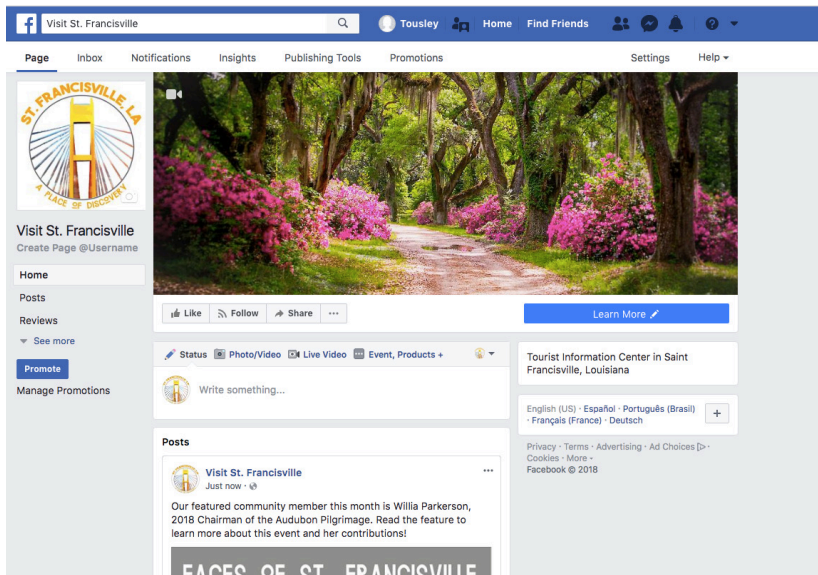 Visit St. Francisville
Tousley
Home
Find Friends
Page
Inbox
Notifications
Insights
Publishing Tools
Promotions
Settings
Help
ST. FRANCISVILLE, LA
A PLACE OF DISCOVERY
Visit St. Francisville
Create Page @Username
Home
Posts
Reviews
See more
Promote
Manage Promotions
Like
Follow
Share
...
Learn More
Status
Photo/Video
Live Video
Event, Products +
Write something...
Posts
Visit St. Francisville
Just now ·
...
Our featured community member this month is Willia Parkerson,
2018 Chairman of the Audubon Pilgrimage. Read the feature to
learn more about this event and her contributions!
FACES OF ST. FRANCISVILLE
Tourist Information Center in Saint
Francisville, Louisiana
English (US) · Español · Português (Brasil)
· Français (France) · Deutsch
+
Privacy · Terms · Advertising · Ad Choices ·
Cookies · More
Facebook © 2018